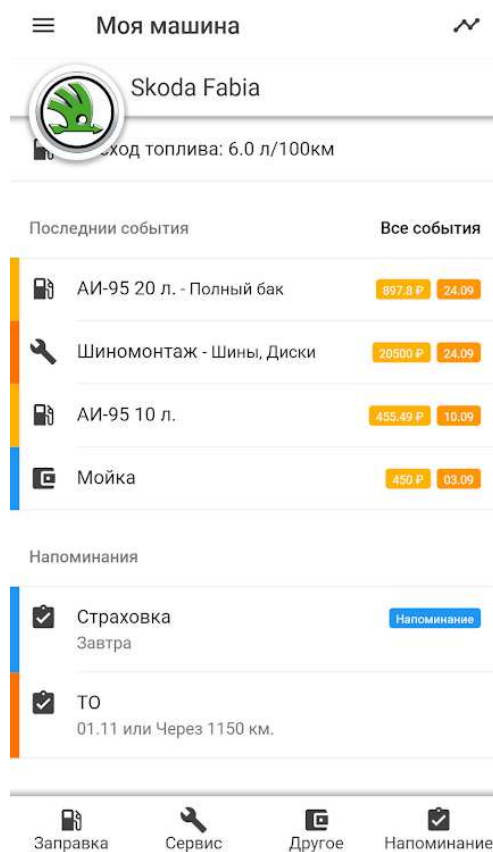 Моя машина
Skoda Fabia
ход топлива: 6.0 л/100км
Последнии события Все события
АИ-95 20 л. - Полный бак 897.8 ₽ 24.09
Шиномонтаж - Шины, Диски 20500 ₽ 24.09
АИ-95 10 л. 455.49 ₽ 10.09
Мойка 450 ₽ 03.09
Напоминания
Страховка Напоминание
Завтра
ТО
01.11 или Через 1150 км.
Заправка Сервис Другое Напоминание